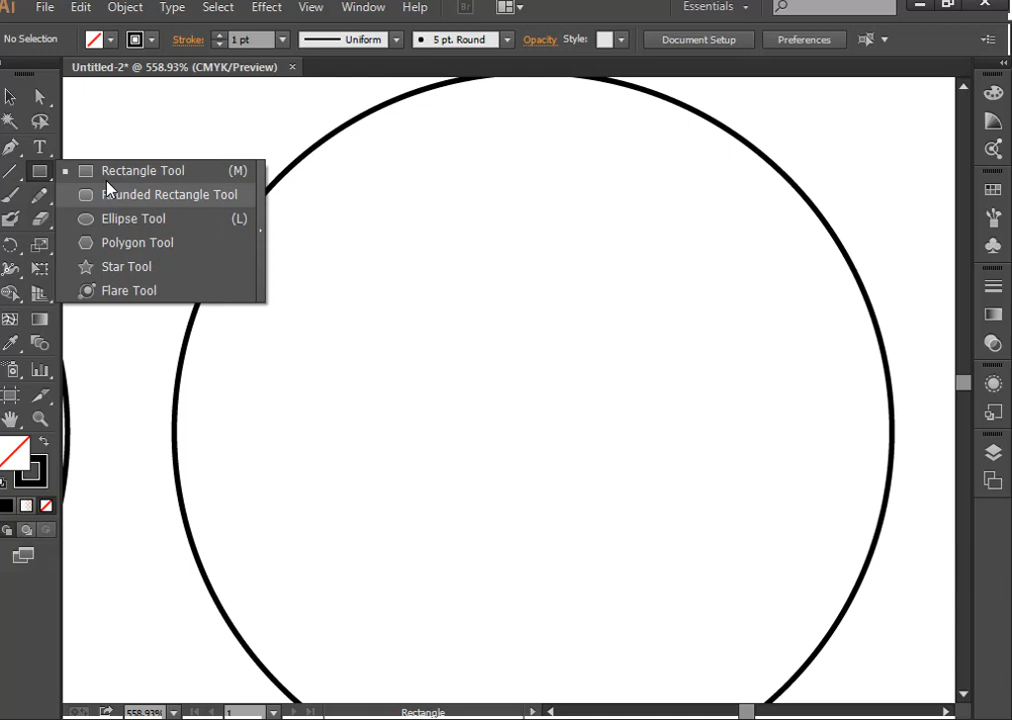 Ai File Edit Object Type Select Effect View Window Help Br Essentials
No Selection Stroke: 1 pt Uniform 5 pt. Round Opacity Style: Document Setup Preferences
Untitled-2* @ 558.93% (CMYK/Preview) ×
T
Rectangle Tool (M)
Rounded Rectangle Tool
Ellipse Tool (L)
Polygon Tool
Star Tool
Flare Tool
558.93% 1 Rectangle